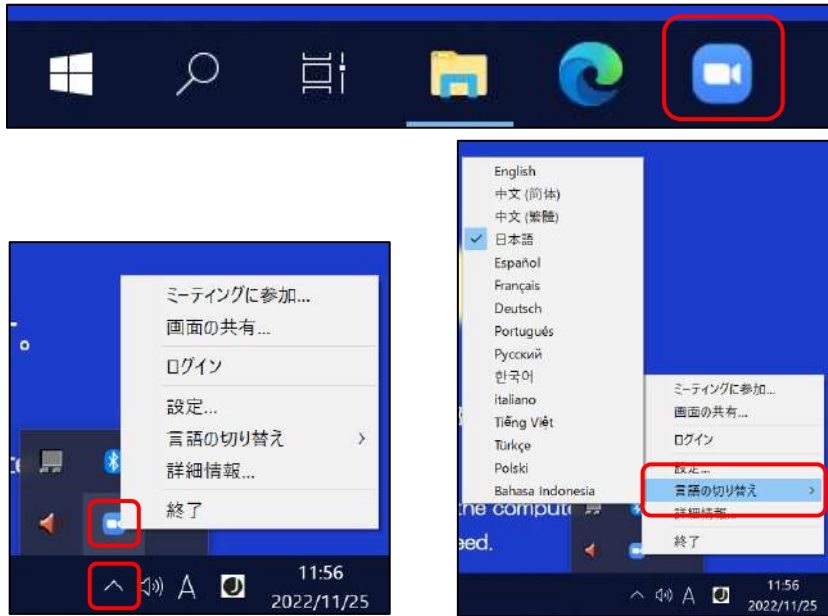 ミーティングに参加...
画面の共有...
ログイン
設定...
言語の切り替え >
詳細情報...
終了
す。
A
11:56
2022/11/25
English
中文 (简体)
中文 (繁體)
日本語
Español
Français
Deutsch
Português
Русский
한국어
italiano
Tiếng Việt
Türkçe
Polski
Bahasa Indonesia
ミーティングに参加...
画面の共有...
ログイン
設定...
言語の切り替え >
詳細情報...
終了
the compute
eed.
A
11:56
2022/11/25